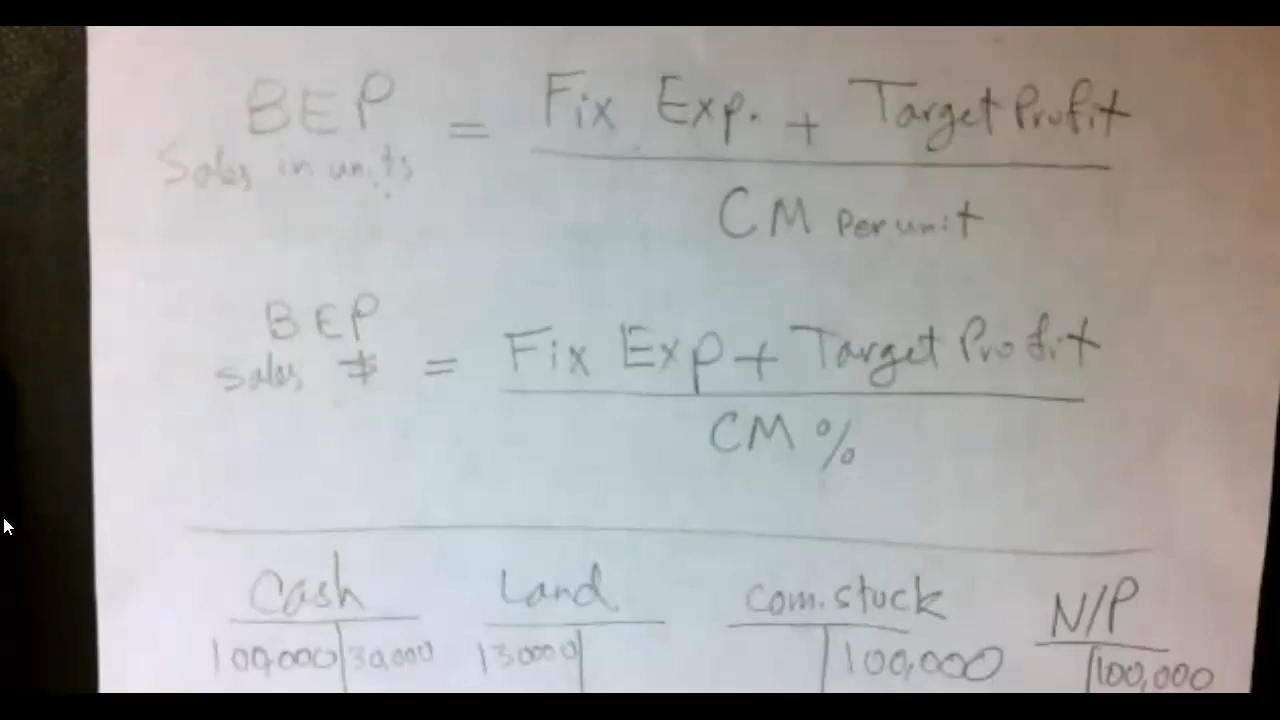 BEP = Fix Exp. + Target Profit
Sales in units
CM Per unit
BEP
Sales $ = Fix Exp + Target Profit
CM %
Cash Land Com. stock N/P
100,000 30,000 130000 100,000 100,000